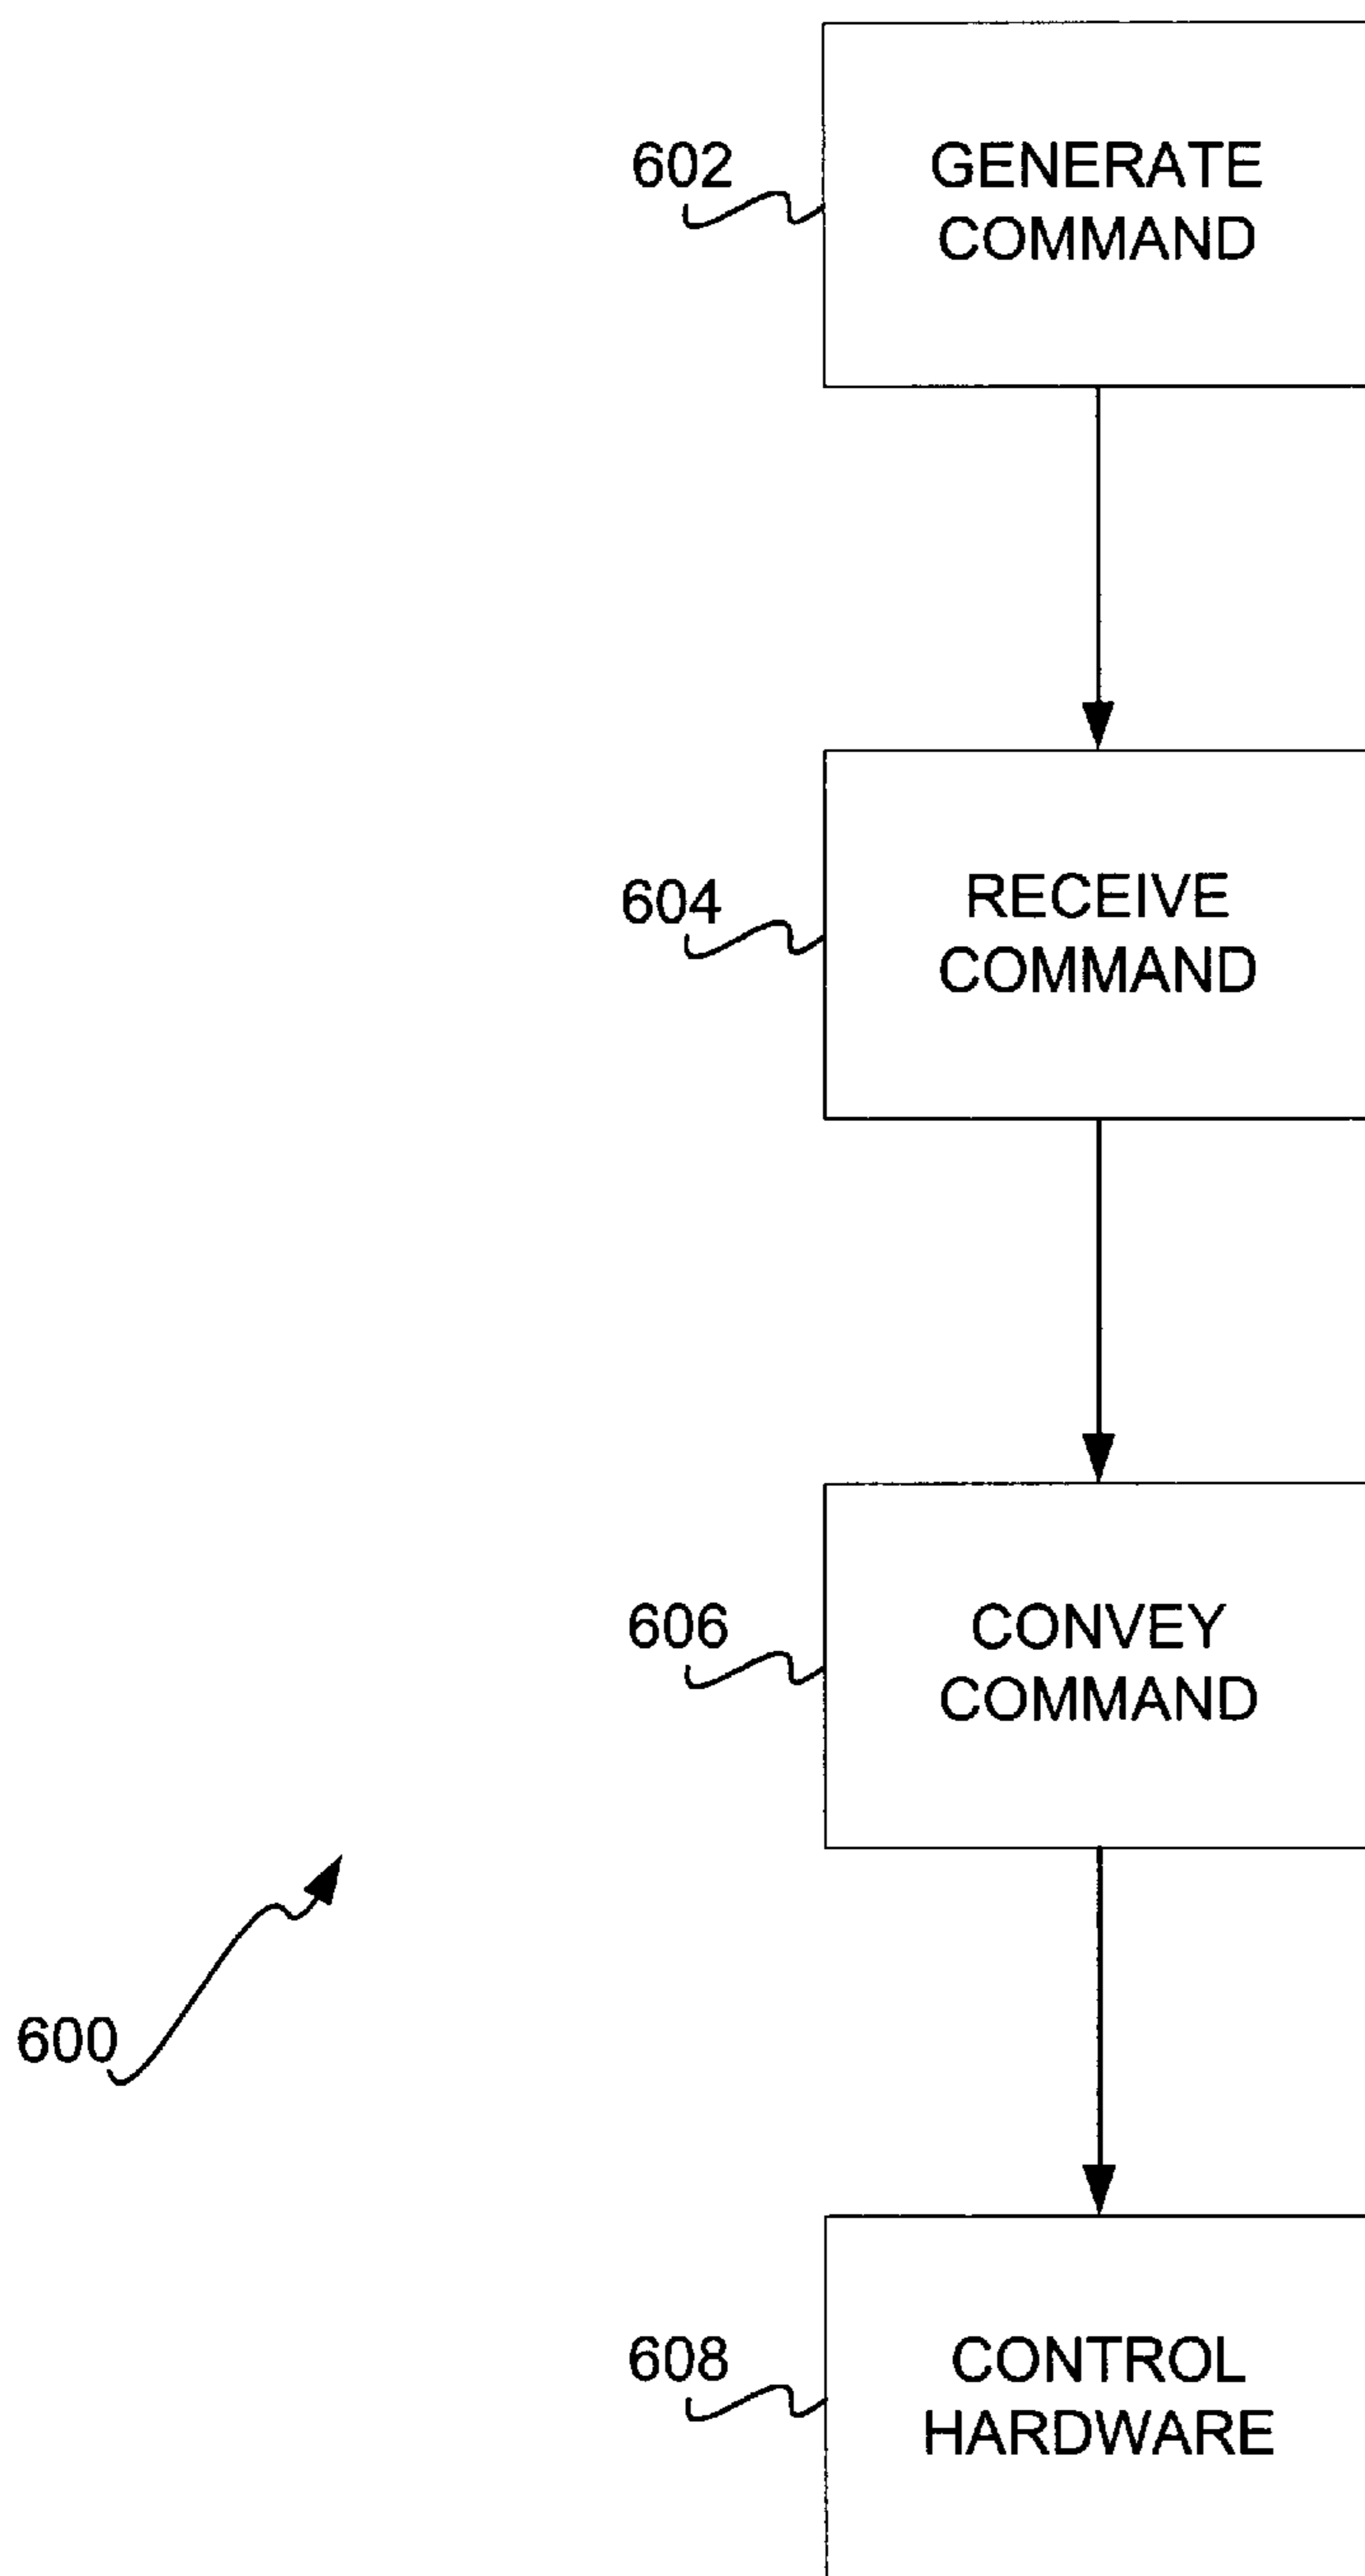 602
GENERATE
COMMAND
604
RECEIVE
COMMAND
606
CONVEY
COMMAND
600
608
CONTROL
HARDWARE